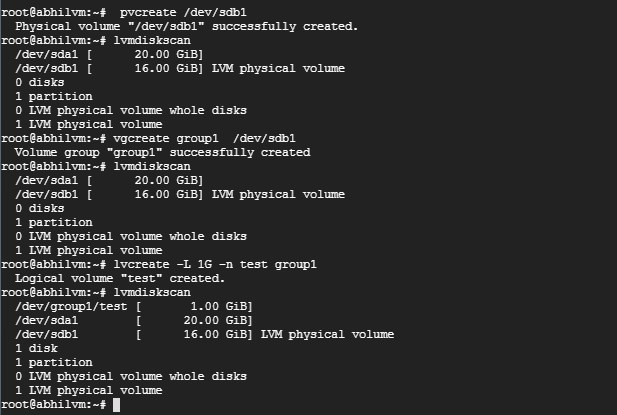 root@abhilvm:~#  pvcreate /dev/sdb1
  Physical volume "/dev/sdb1" successfully created.
root@abhilvm:~# lvmdiskscan
  /dev/sda1 [      20.00 GiB]
  /dev/sdb1 [      16.00 GiB] LVM physical volume
  0 disks
  1 partition
  0 LVM physical volume whole disks
  1 LVM physical volume
root@abhilvm:~# vgcreate group1  /dev/sdb1
  Volume group "group1" successfully created
root@abhilvm:~# lvmdiskscan
  /dev/sda1 [      20.00 GiB]
  /dev/sdb1 [      16.00 GiB] LVM physical volume
  0 disks
  1 partition
  0 LVM physical volume whole disks
  1 LVM physical volume
root@abhilvm:~# lvcreate -L 1G -n test group1
  Logical volume "test" created.
root@abhilvm:~# lvmdiskscan
  /dev/group1/test [       1.00 GiB]
  /dev/sda1        [      20.00 GiB]
  /dev/sdb1        [      16.00 GiB] LVM physical volume
  1 disk
  1 partition
  0 LVM physical volume whole disks
  1 LVM physical volume
root@abhilvm:~#